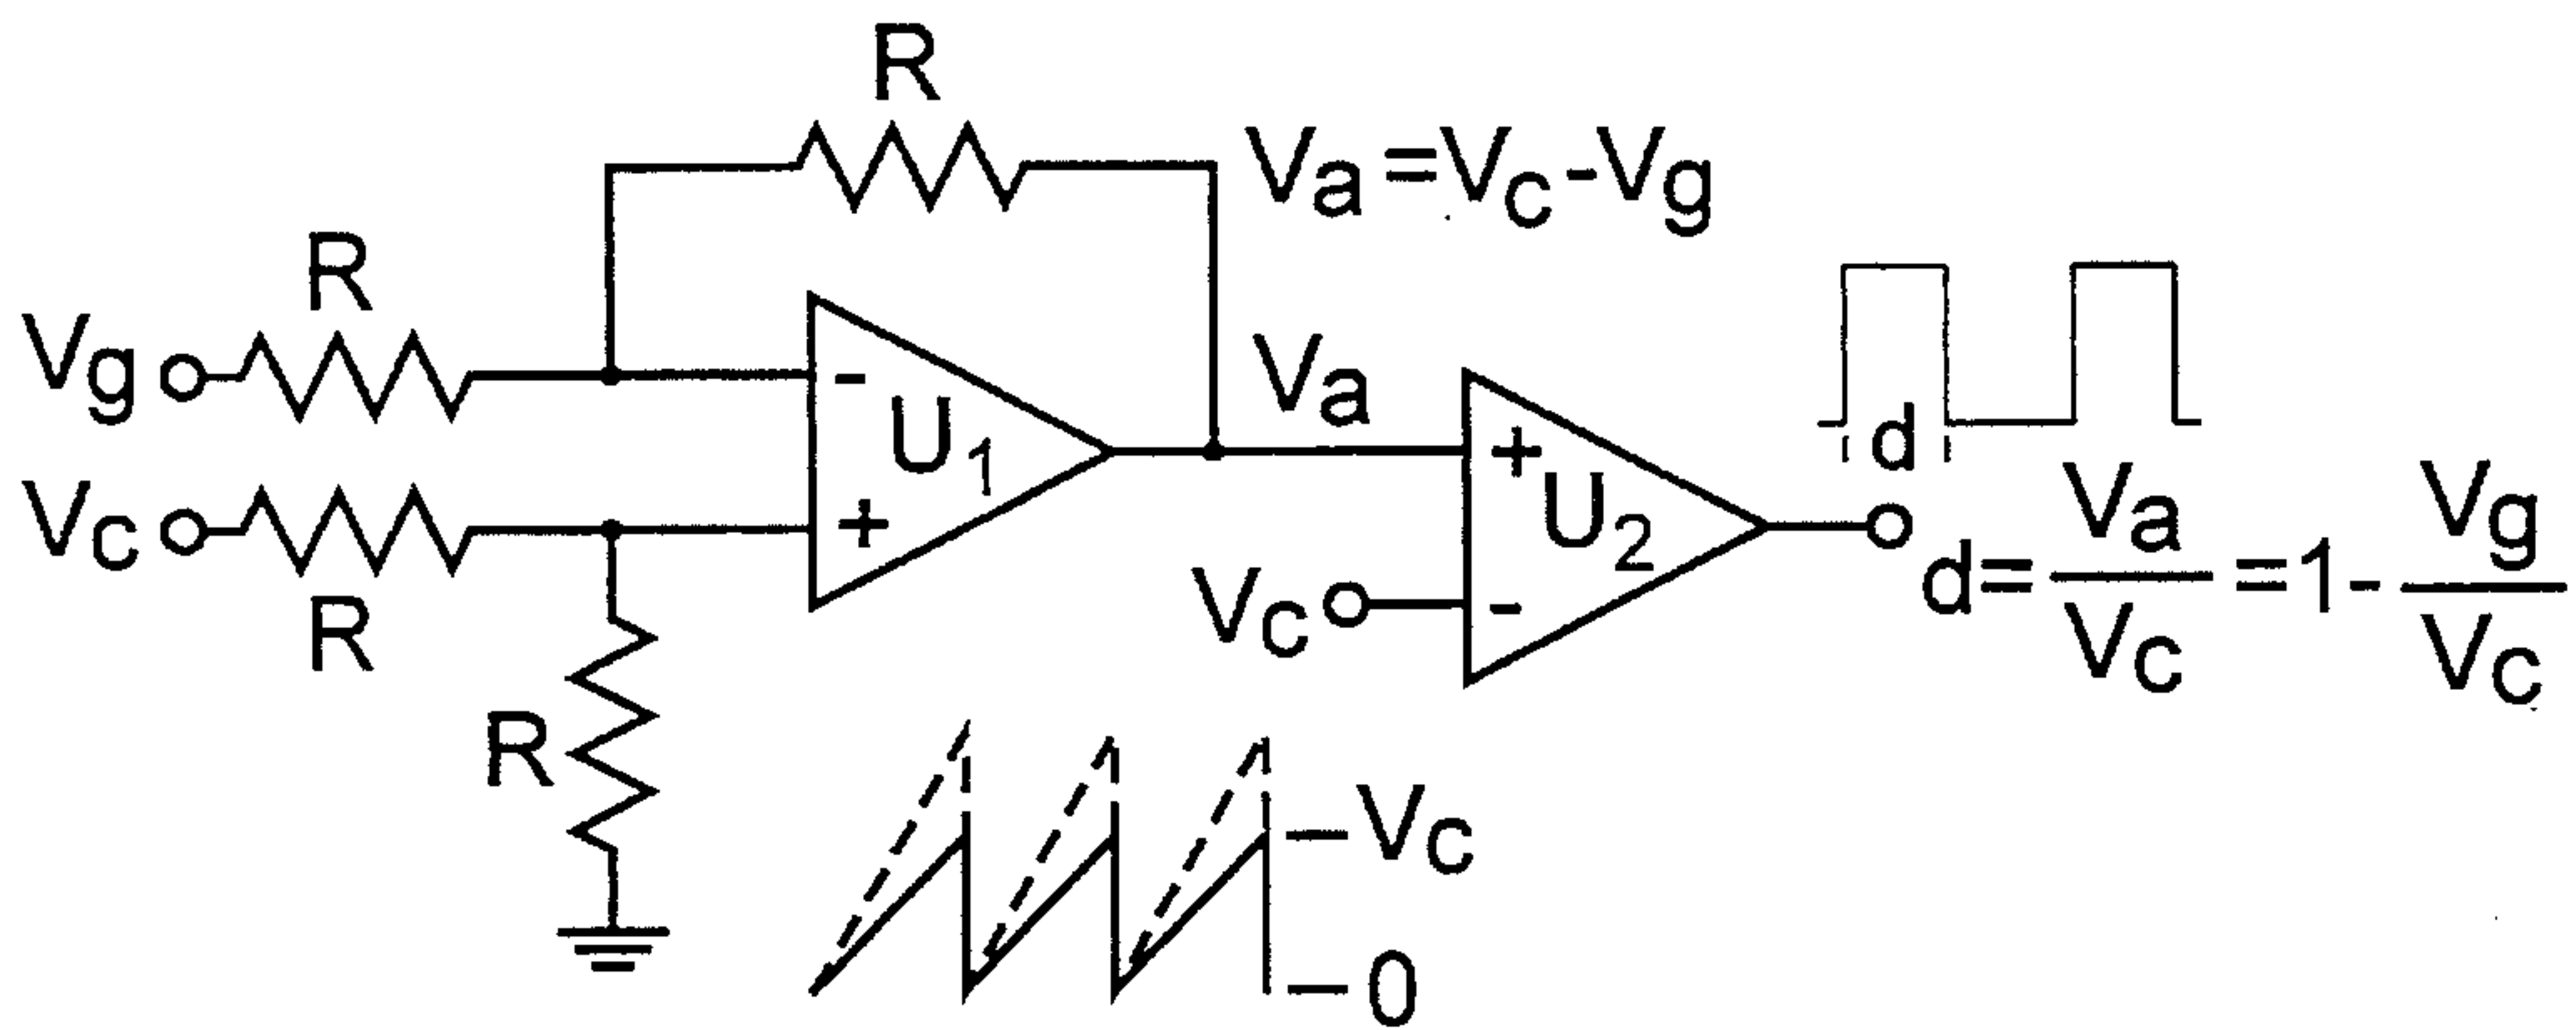 R
Va=Vc-Vg
R
Vg
-
U1
Va
+
d
Vc
+
U2
R
Vc
-
d=Va/Vc=1-Vg/Vc
R
-Vc
-0